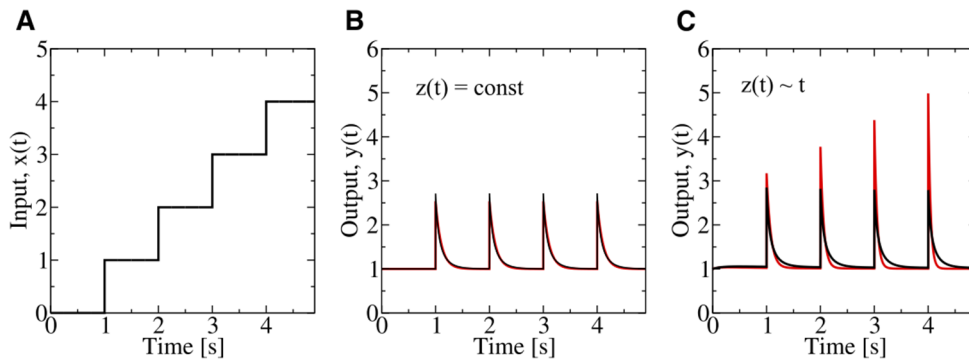 A
Input, x(t)
5
4
3
2
1
0
0 1 2 3 4
Time [s]
B
Output, y(t)
6
5
4
3
2
1
0
z(t) = const
0 1 2 3 4
Time [s]
C
Output, y(t)
6
5
4
3
2
1
0
z(t) ~ t
0 1 2 3 4
Time [s]